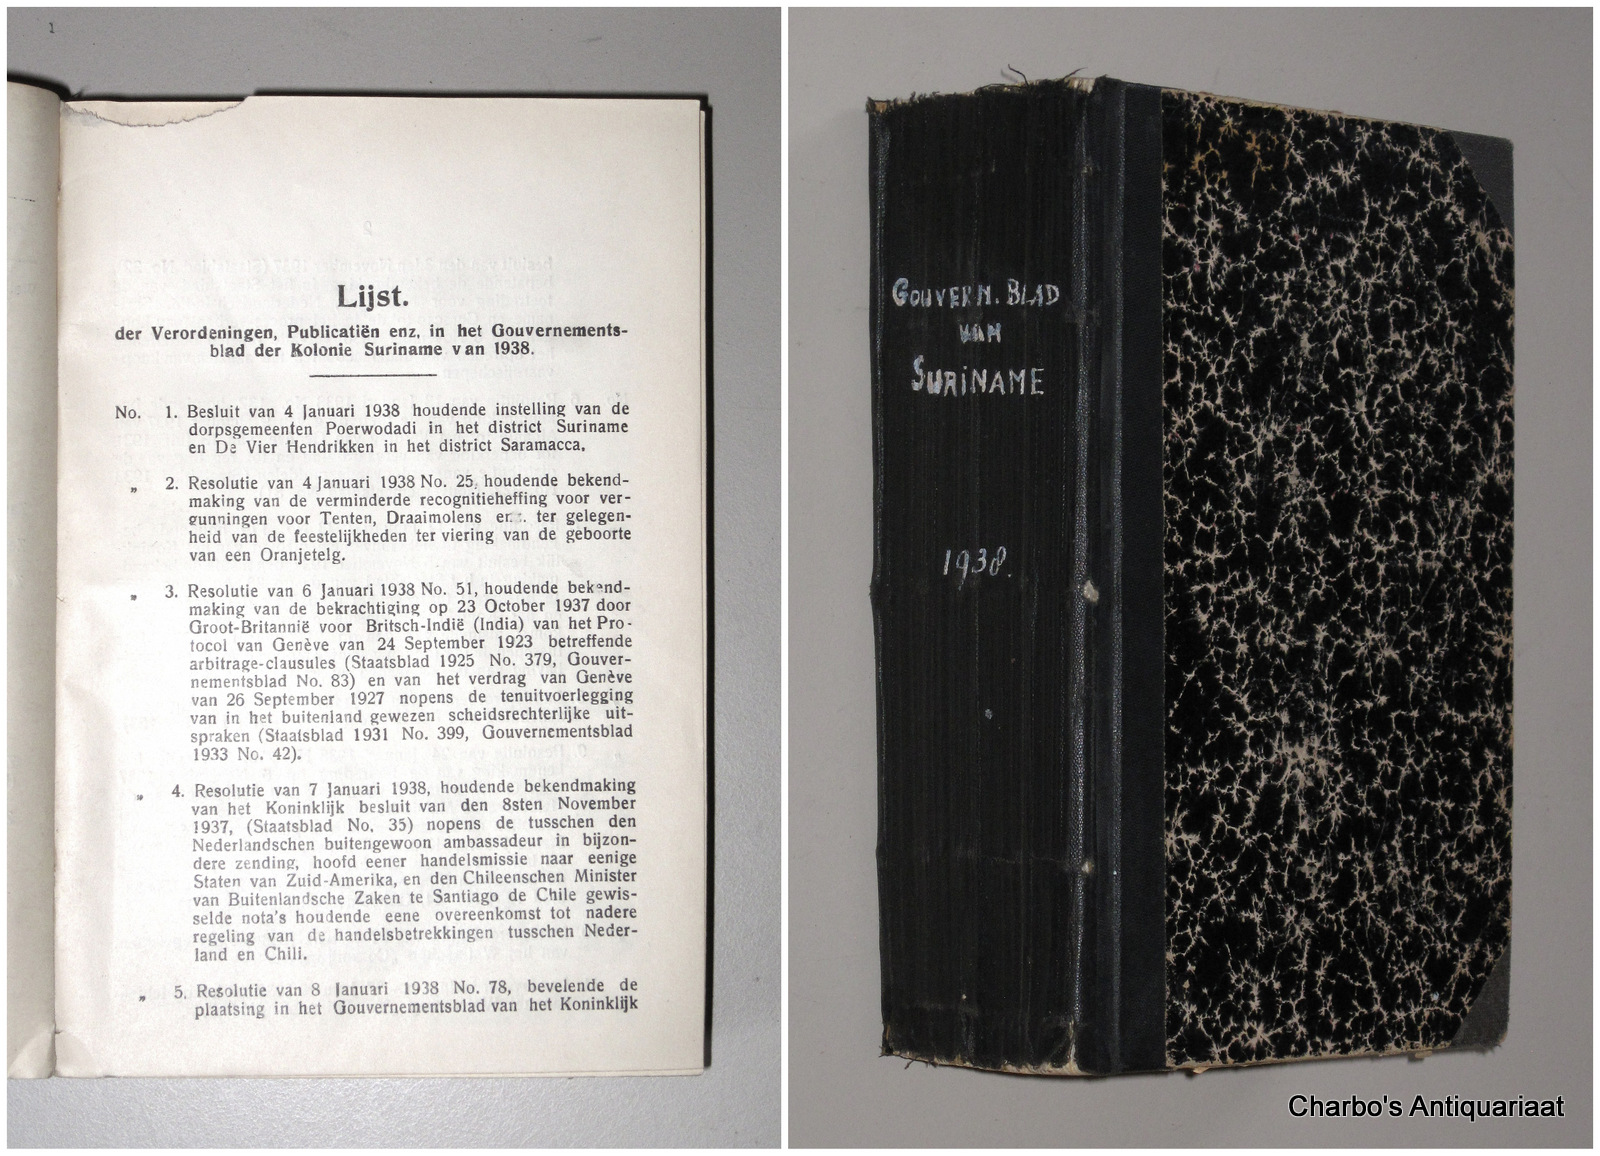 Lijst.
der Verordeningen, Publicatiën enz. in het Gouvernements-
blad der Kolonie Suriname van 1938.
No. 1. Besluit van 4 Januari 1938 houdende instelling van de
dorpsgemeenten Poerwodadi in het district Suriname
en De Vier Hendrikken in het district Saramacca.
„ 2. Resolutie van 4 Januari 1938 No. 25, houdende bekend-
making van de verminderde recognitieheffing voor ver-
gunningen voor Tenten, Draaimolens ter gelegen-
heid van de feestelijkheden ter viering van de geboorte
van een Oranjetelg.
„ 3. Resolutie van 6 Januari 1938 No. 51, houdende bekend-
making van de bekrachtiging op 23 October 1937 door
Groot-Britannië voor Britsch-Indië (India) van het Pro-
tocol van Genève van 24 September 1923 betreffende
arbitrage-clausules (Staatsblad 1925 No. 379, Gouver-
nementsblad No. 83) en van het verdrag van Genève
van 26 September 1927 nopens de tenuitvoerlegging
van in het buitenland gewezen scheidsrechterlijke uit-
spraken (Staatsblad 1931 No. 399, Gouvernementsblad
1933 No. 42).
„ 4. Resolutie van 7 Januari 1938, houdende bekendmaking
van het Koninklijk besluit van den 8sten November
1937, (Staatsblad No. 35) nopens de tusschen den
Nederlandschen buitengewoon ambassadeur in bijzon-
dere zending, hoofd eener handelsmissie naar eenige
Staten van Zuid-Amerika, en den Chileenschen Minister
van Buitenlandsche Zaken te Santiago de Chile gewis-
selde nota's houdende eene overeenkomst tot nadere
regeling van de handelsbetrekkingen tusschen Neder-
land en Chili.
„ 5. Resolutie van 8 Januari 1938 No. 78, bevelende de
plaatsing in het Gouvernementsblad van het Koninklijk
GOUVERN. BLAD
VAN
SURINAME
1938.
Charbo's Antiquariaat